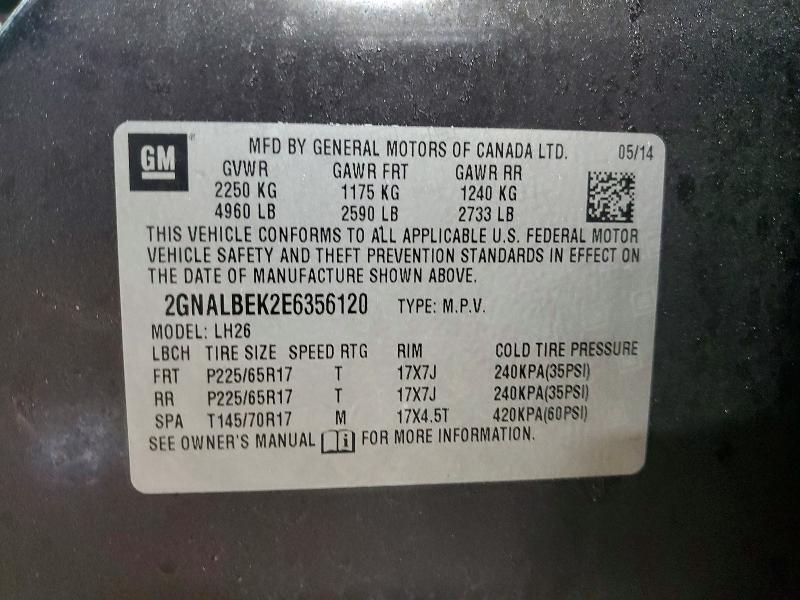 GM
MFD BY GENERAL MOTORS OF CANADA LTD. 05/14
GVWR GAWR FRT GAWR RR
2250 KG 1175 KG 1240 KG
4960 LB 2590 LB 2733 LB
THIS VEHICLE CONFORMS TO ALL APPLICABLE U.S. FEDERAL MOTOR
VEHICLE SAFETY AND THEFT PREVENTION STANDARDS IN EFFECT ON
THE DATE OF MANUFACTURE SHOWN ABOVE.
2GNALBEK2E6356120 TYPE: M.P.V.
MODEL: LH26
LBCH TIRE SIZE SPEED RTG RIM COLD TIRE PRESSURE
FRT P225/65R17 T 17X7J 240KPA(35PSI)
RR P225/65R17 T 17X7J 240KPA(35PSI)
SPA T145/70R17 M 17X4.5T 420KPA(60PSI)
SEE OWNER'S MANUAL i FOR MORE INFORMATION.